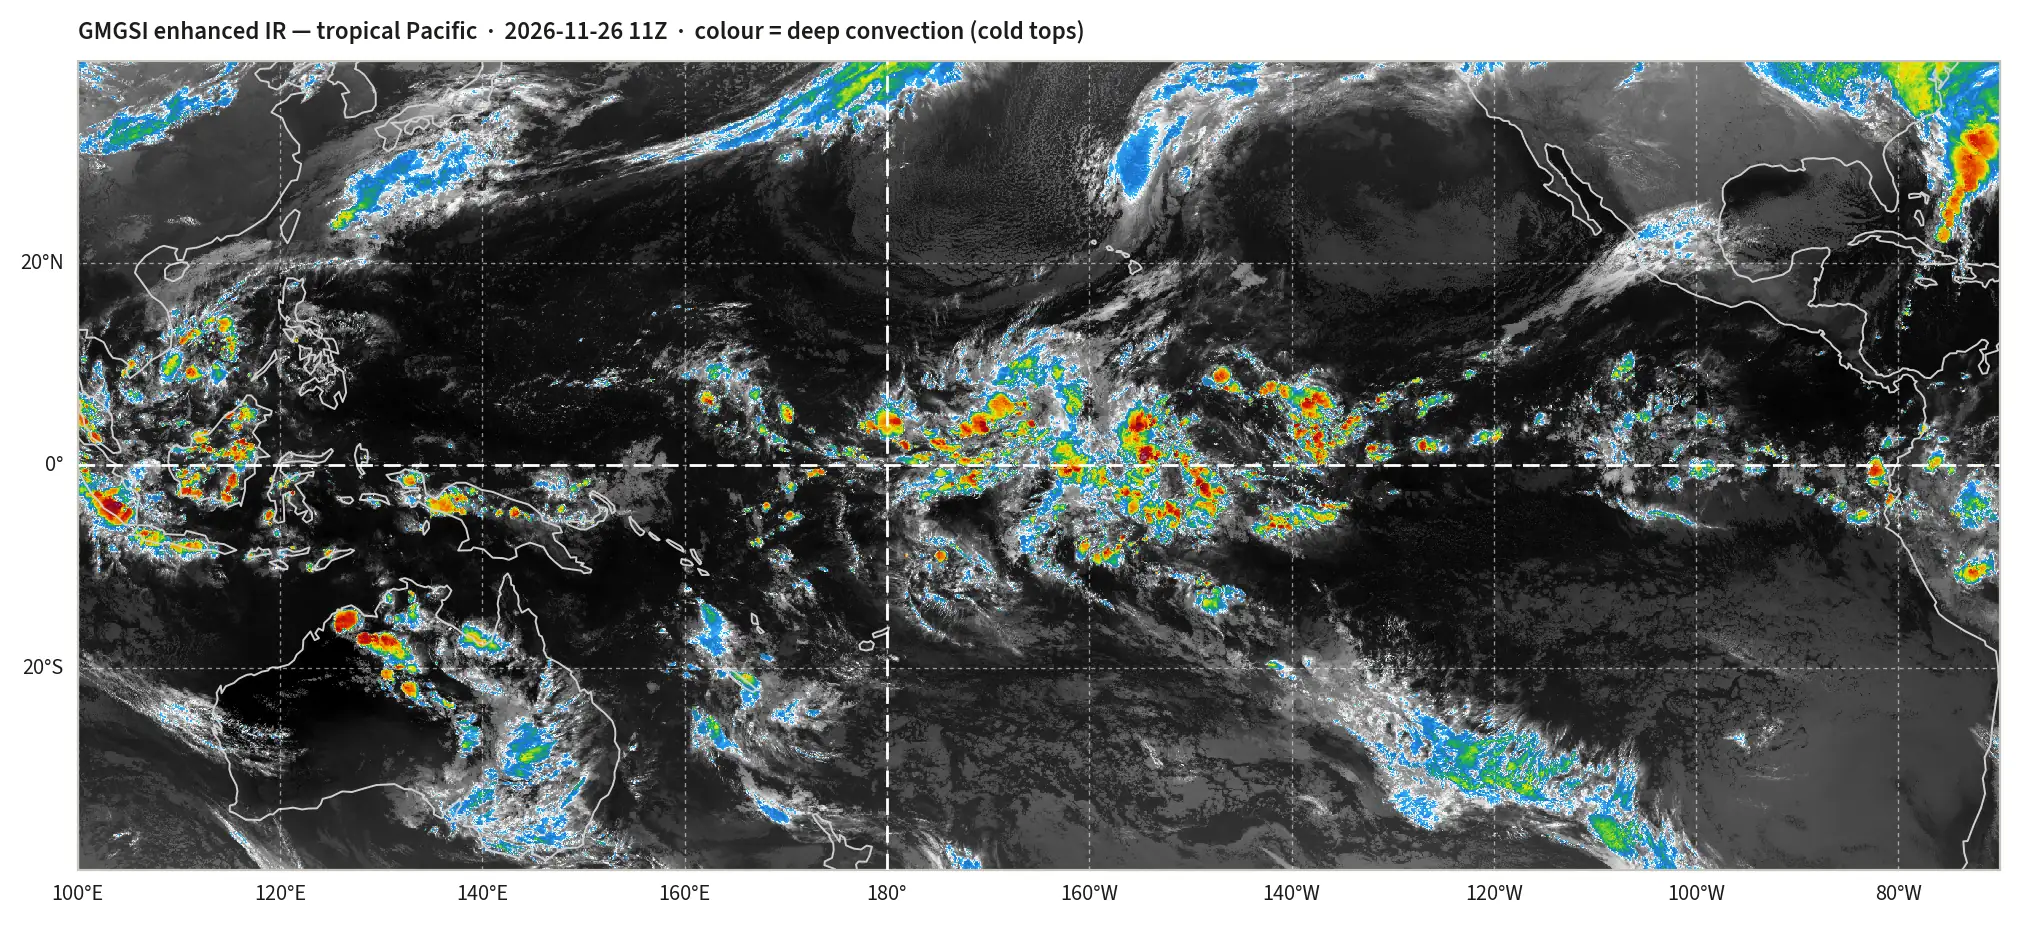 GMGSI enhanced IR — tropical Pacific · 2026-11-26 11Z · colour = deep convection (cold tops)
20°N
0°
20°S
100°E 120°E 140°E 160°E 180° 160°W 140°W 120°W 100°W 80°W